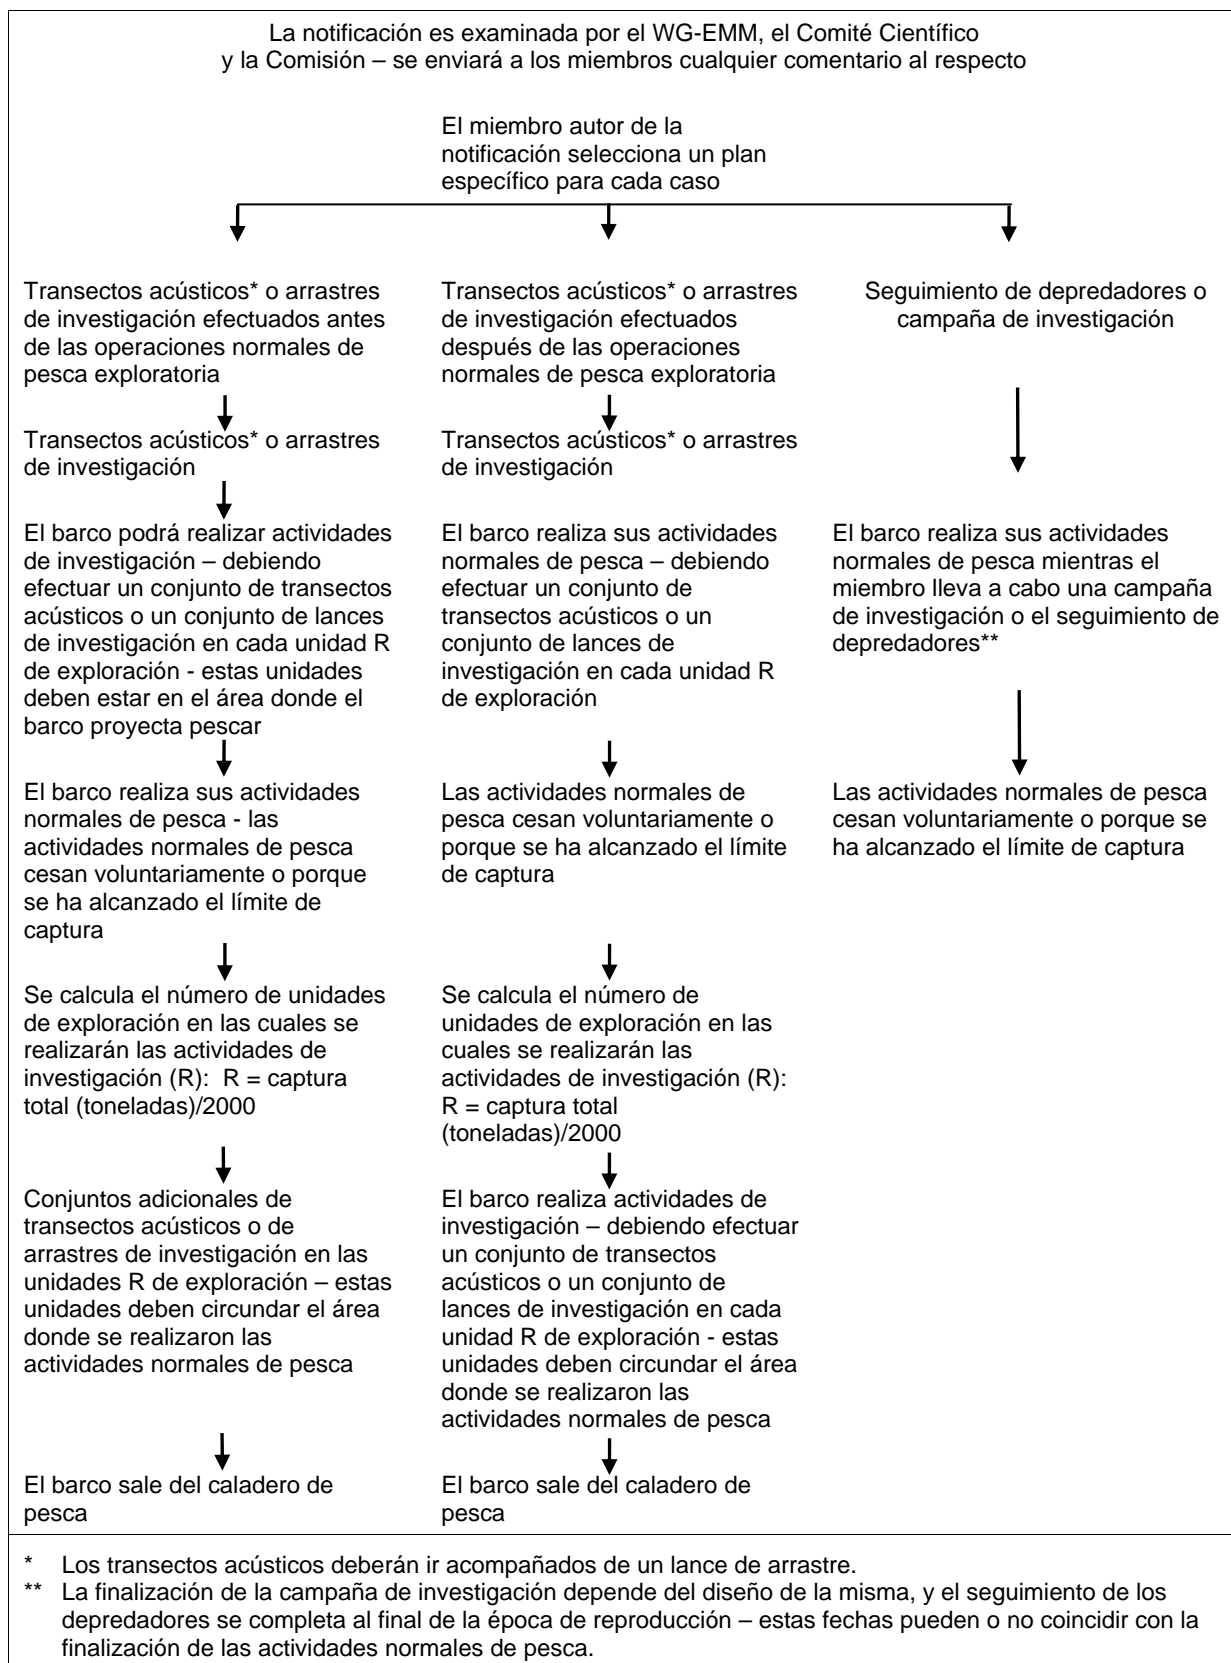 La notificación es examinada por el WG-EMM, el Comité Científico
y la Comisión – se enviará a los miembros cualquier comentario al respecto
El miembro autor de la
notificación selecciona un plan
específico para cada caso
Transectos acústicos* o arrastres
de investigación efectuados antes
de las operaciones normales de
pesca exploratoria
Transectos acústicos* o arrastres
de investigación
El barco podrá realizar actividades
de investigación – debiendo
efectuar un conjunto de transectos
acústicos o un conjunto de lances
de investigación en cada unidad R
de exploración - estas unidades
deben estar en el área donde el
barco proyecta pescar
El barco realiza sus actividades
normales de pesca - las
actividades normales de pesca
cesan voluntariamente o porque
se ha alcanzado el límite de
captura
Se calcula el número de unidades
de exploración en las cuales se
realizarán las actividades de
investigación (R): R = captura
total (toneladas)/2000
Conjuntos adicionales de
transectos acústicos o de
arrastres de investigación en las
unidades R de exploración – estas
unidades deben circundar el área
donde se realizaron las
actividades normales de pesca
El barco sale del caladero de
pesca
Transectos acústicos* o arrastres
de investigación efectuados
después de las operaciones
normales de pesca exploratoria
Transectos acústicos* o arrastres
de investigación
El barco realiza sus actividades
normales de pesca – debiendo
efectuar un conjunto de
transectos acústicos o un
conjunto de lances de
investigación en cada unidad R
de exploración
Las actividades normales de
pesca cesan voluntariamente o
porque se ha alcanzado el límite
de captura
Se calcula el número de
unidades de exploración en las
cuales se realizarán las
actividades de investigación (R):
R = captura total
(toneladas)/2000
El barco realiza actividades de
investigación – debiendo efectuar
un conjunto de transectos
acústicos o un conjunto de
lances de investigación en cada
unidad R de exploración - estas
unidades deben circundar el área
donde se realizaron las
actividades normales de pesca
El barco sale del caladero de
pesca
Seguimiento de depredadores o
campaña de investigación
El barco realiza sus actividades
normales de pesca mientras el
miembro lleva a cabo una campaña
de investigación o el seguimiento de
depredadores**
Las actividades normales de pesca
cesan voluntariamente o porque se
ha alcanzado el límite de captura
* Los transectos acústicos deberán ir acompañados de un lance de arrastre.
** La finalización de la campaña de investigación depende del diseño de la misma, y el seguimiento de los
depredadores se completa al final de la época de reproducción – estas fechas pueden o no coincidir con la
finalización de las actividades normales de pesca.